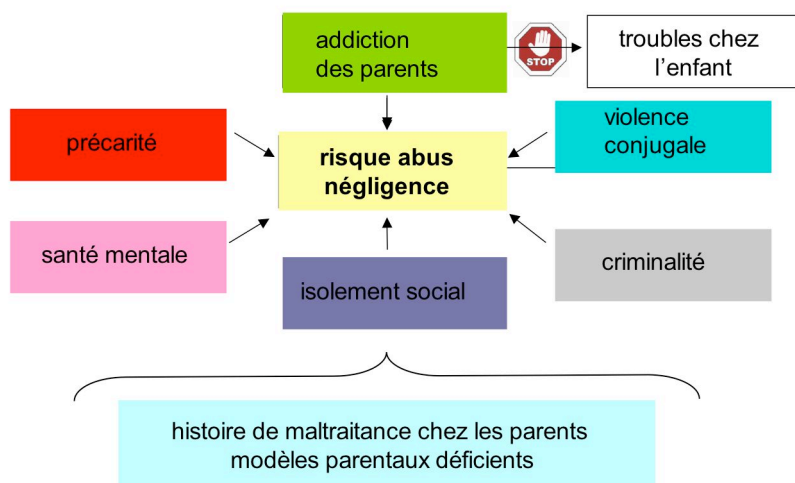 addiction
des parents
STOP
troubles chez
l'enfant
précarité
risque abus
négligence
violence
conjugale
santé mentale
isolement social
criminalité
histoire de maltraitance chez les parents
modèles parentaux déficients